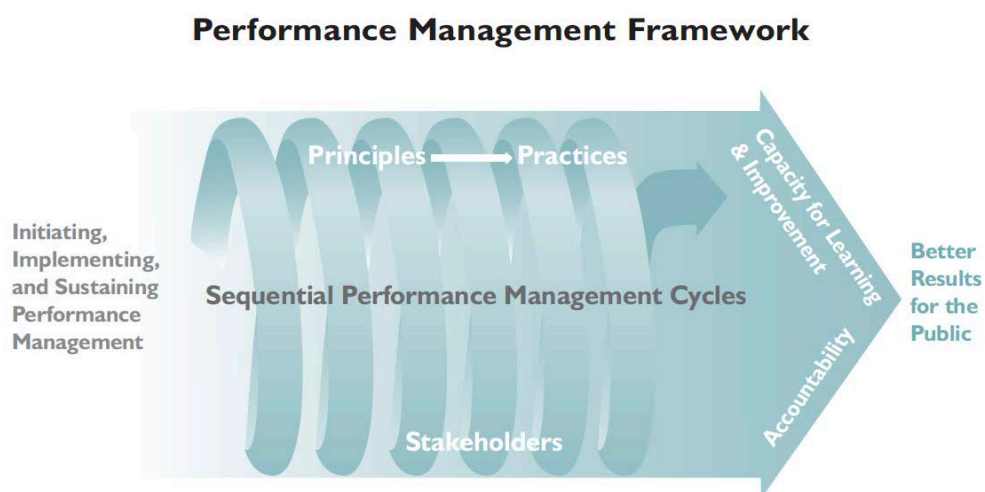 Performance Management Framework
Principles
Practices
Capacity for Learning
& Improvement
Initiating,
Implementing,
and Sustaining
Performance
Management
Sequential Performance Management Cycles
Better
Results
for the
Public
Accountability
Stakeholders